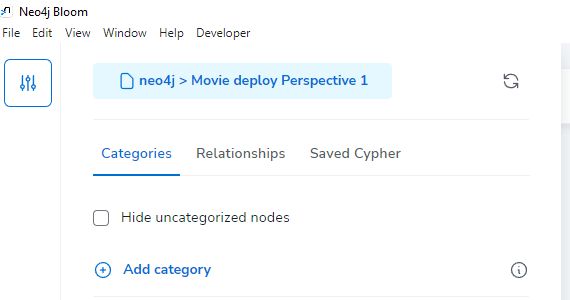 Neo4j Bloom
File Edit View Window Help Developer
neo4j > Movie deploy Perspective 1
Categories Relationships Saved Cypher
Hide uncategorized nodes
Add category